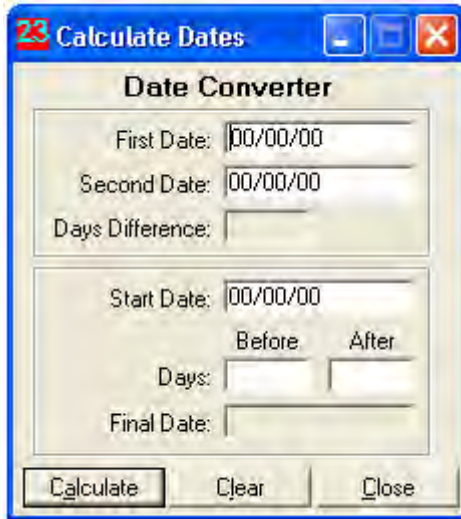 23 Calculate Dates
Date Converter
First Date: 00/00/00
Second Date: 00/00/00
Days Difference:
Start Date: 00/00/00
Before After
Days:
Final Date:
Calculate Clear Close